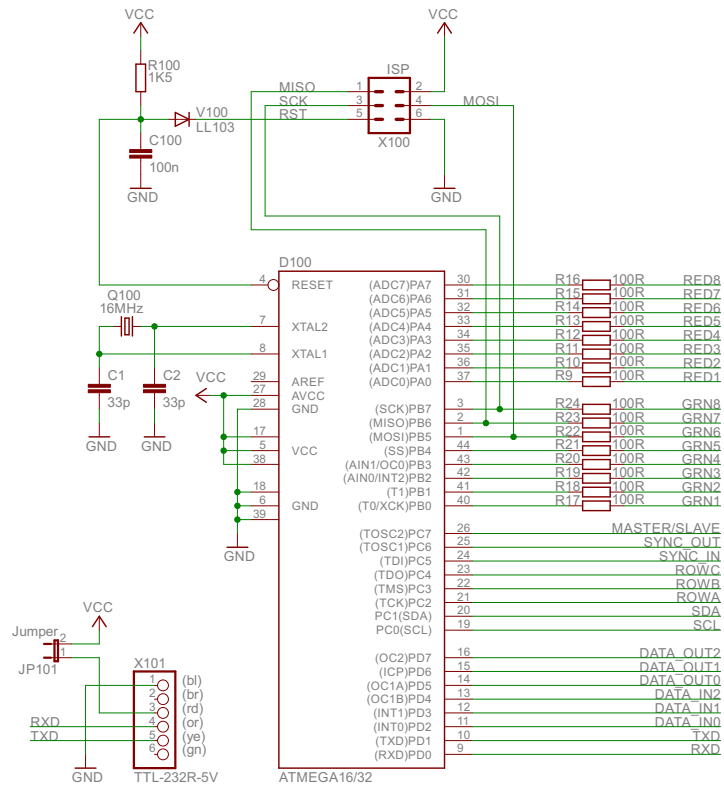 VCC
VCC
R100
1K5
ISP
MISO 1 2
SCK 3 4 MOSI
RST 5 6
V100
LL103
X100
C100
100n
GND
GND
D100
4 RESET
Q100
16MHz
7 XTAL2
8 XTAL1
C1
33p
C2
33p
GND
GND
VCC
29 AREF
27 AVCC
28 GND
17
5 VCC
38
18
6 GND
39
GND
(ADC7)PA7 30 R16 100R RED8
(ADC6)PA6 31 R15 100R RED7
(ADC5)PA5 32 R14 100R RED6
(ADC4)PA4 33 R13 100R RED5
(ADC3)PA3 34 R12 100R RED4
(ADC2)PA2 35 R11 100R RED3
(ADC1)PA1 36 R10 100R RED2
(ADC0)PA0 37 R9 100R RED1
(SCK)PB7 3 R24 100R GRN8
(MISO)PB6 2 R23 100R GRN7
(MOSI)PB5 1 R22 100R GRN6
(SS)PB4 44 R21 100R GRN5
(AIN1/OC0)PB3 43 R20 100R GRN4
(AIN0/INT2)PB2 42 R19 100R GRN3
(T1)PB1 41 R18 100R GRN2
(T0/XCK)PB0 40 R17 100R GRN1
(TOSC2)PC7 26 MASTER/SLAVE
(TOSC1)PC6 25 SYNC_OUT
(TDI)PC5 24 SYNC_IN
(TDO)PC4 23 ROWC
(TMS)PC3 22 ROWB
(TCK)PC2 21 ROWA
PC1(SDA) 20 SDA
PC0(SCL) 19 SCL
(OC2)PD7 16 DATA_OUT2
(ICP)PD6 15 DATA_OUT1
(OC1A)PD5 14 DATA_OUT0
(OC1B)PD4 13 DATA_IN2
(INT1)PD3 12 DATA_IN1
(INT0)PD2 11 DATA_IN0
(TXD)PD1 10 TXD
(RXD)PD0 9 RXD
ATMEGA16/32
VCC
Jumper 2
1
JP101
X101
1 (bl)
2 (br)
3 (rd)
RXD 4 (or)
TXD 5 (ye)
6 (gn)
GND
TTL-232R-5V